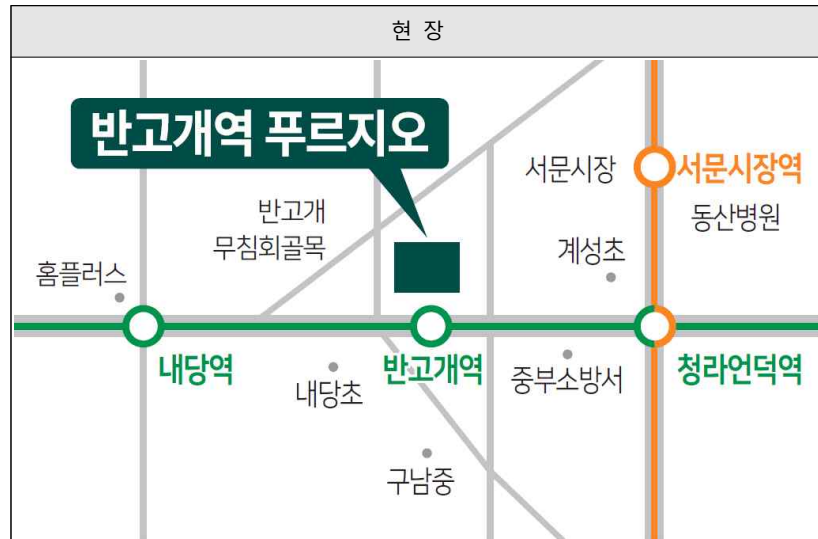 현 장
반고개역 푸르지오
서문시장
서문시장역
동산병원
반고개
무침회골목
계성초
홈플러스
내당역
내당초
반고개역
중부소방서
청라언덕역
구남중